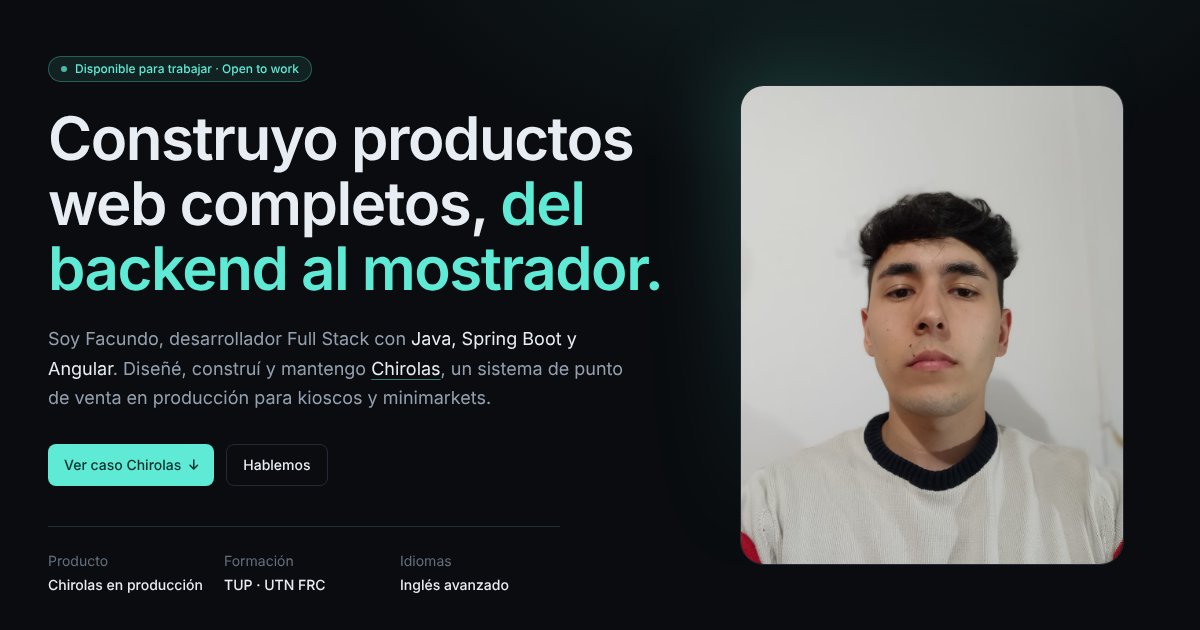 Disponible para trabajar · Open to work
Construyo productos
web completos, del
backend al mostrador.
Soy Facundo, desarrollador Full Stack con Java, Spring Boot y
Angular. Diseñé, construí y mantengo Chirolas, un sistema de punto
de venta en producción para kioscos y minimarkets.
Ver caso Chirolas ↓
Hablemos
Producto
Chirolas en producción
Formación
TUP · UTN FRC
Idiomas
Inglés avanzado